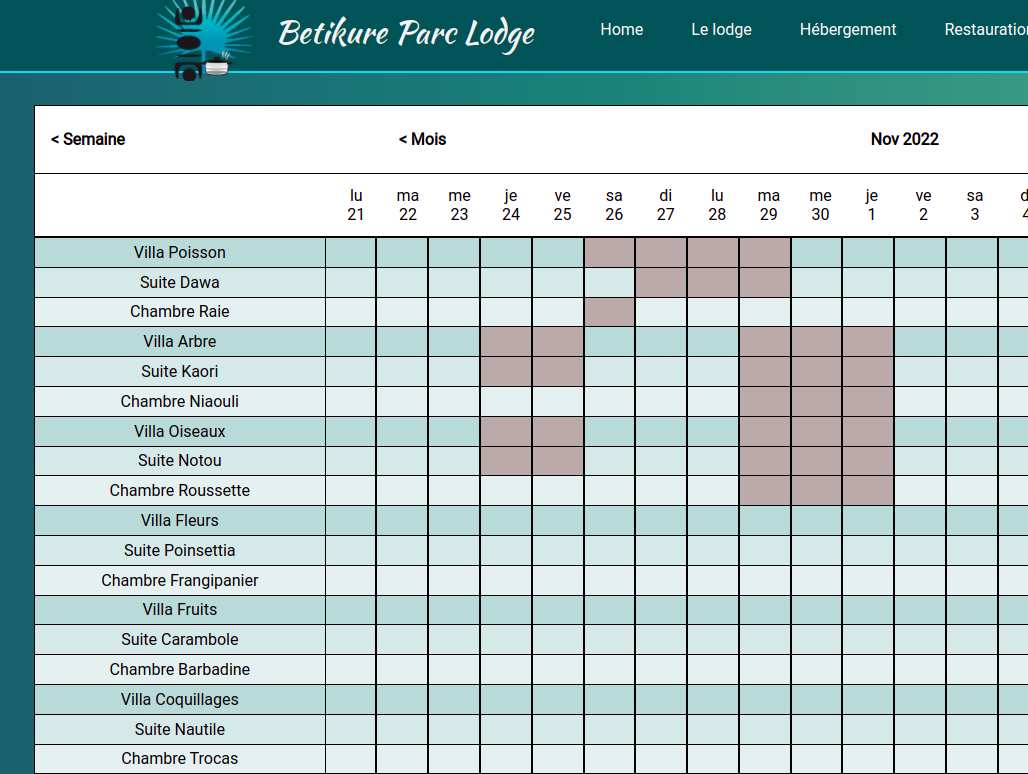 Betikure Parc Lodge
Home Le lodge Hébergement Restauration
< Semaine < Mois Nov 2022
lu ma me je ve sa di lu ma me je ve sa
21 22 23 24 25 26 27 28 29 30 1 2 3
Villa Poisson
Suite Dawa
Chambre Raie
Villa Arbre
Suite Kaori
Chambre Niaouli
Villa Oiseaux
Suite Notou
Chambre Roussette
Villa Fleurs
Suite Poinsettia
Chambre Frangipanier
Villa Fruits
Suite Carambole
Chambre Barbadine
Villa Coquillages
Suite Nautile
Chambre Trocas